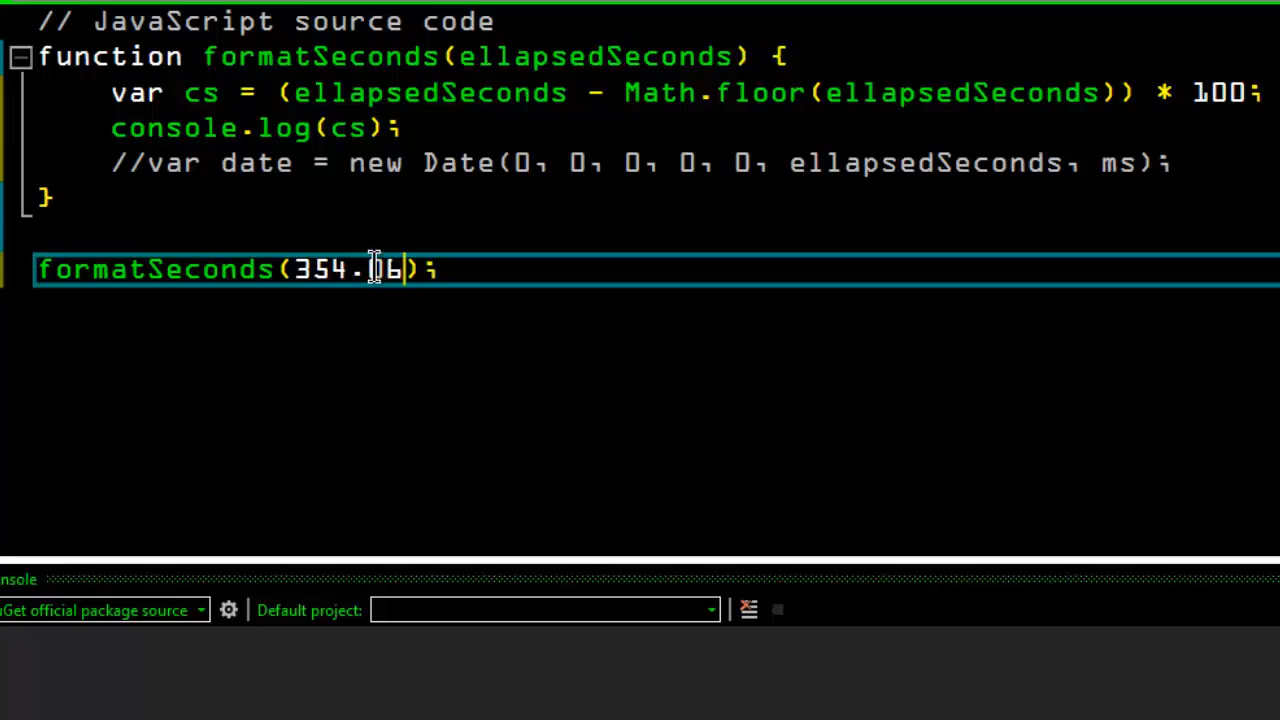 // JavaScript source code
function formatSeconds(ellapsedSeconds) {
var cs = (ellapsedSeconds - Math.floor(ellapsedSeconds)) * 100;
console.log(cs);
//var date = new Date(0, 0, 0, 0, 0, ellapsedSeconds, ms);
}
formatSeconds(354.06);
nsole
Get official package source
Default project: